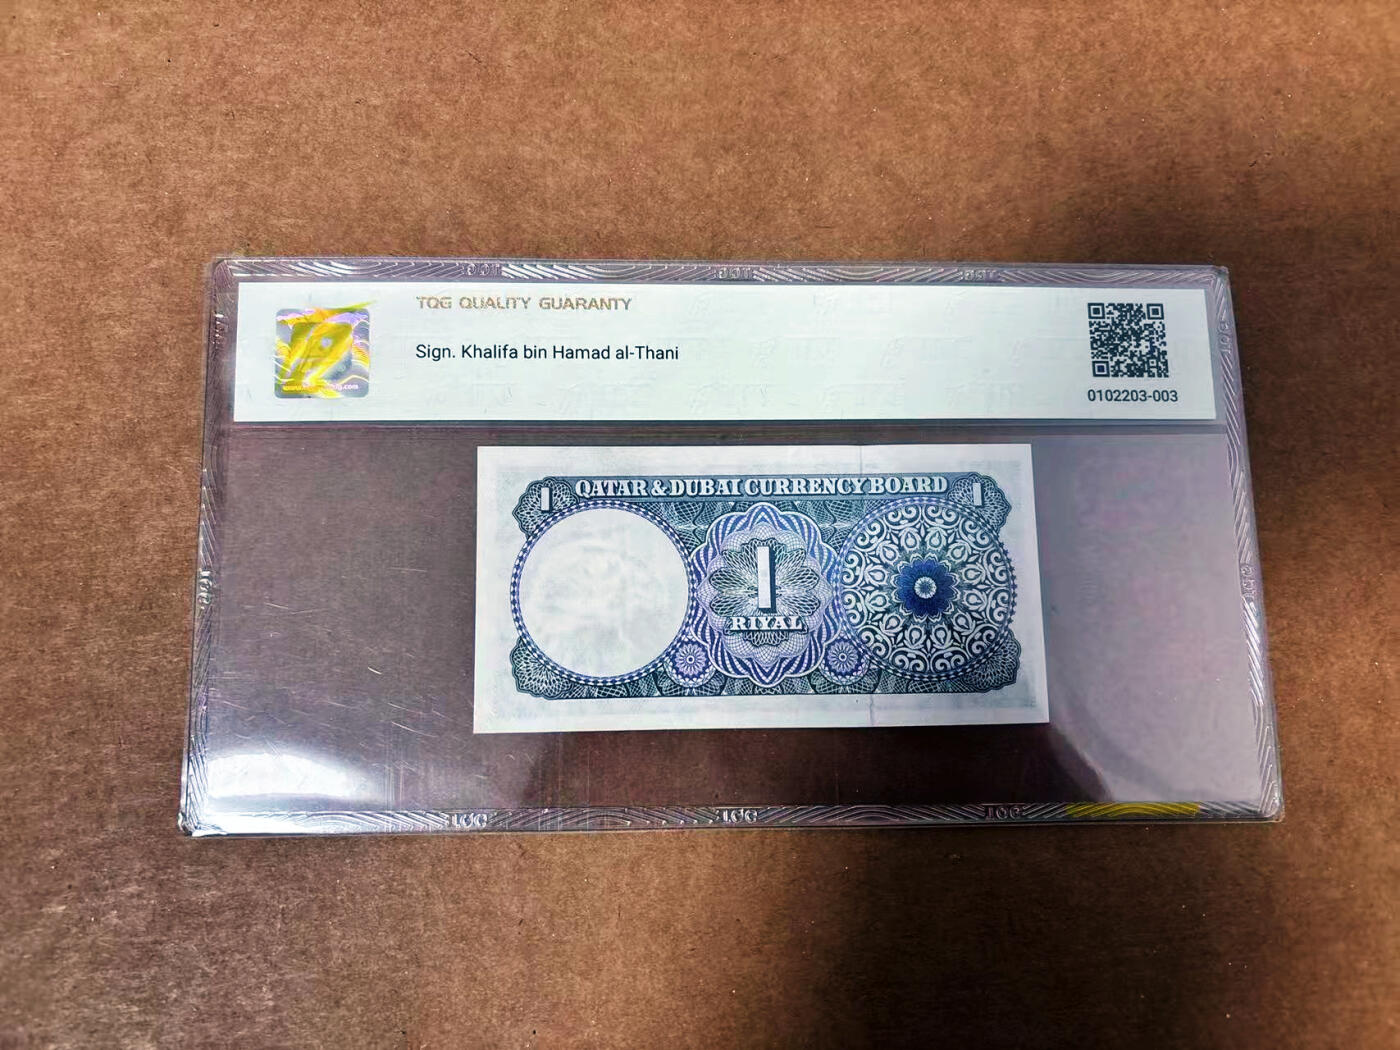 TQG QUALITY GUARANTY
Sign. Khalifa bin Hamad al-Thani
0102203-003
1 QATAR & DUBAI CURRENCY BOARD 1
1
RIYAL